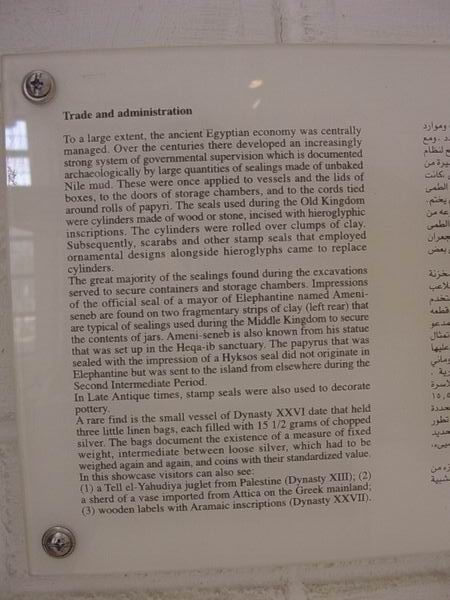 Trade and administration
To a large extent, the ancient Egyptian economy was centrally
managed. Over the centuries there developed an increasingly
strong system of governmental supervision which is documented
archaeologically by large quantities of sealings made of unbaked
Nile mud. These were once applied to vessels and the lids of
boxes, to the doors of storage chambers, and to the cords tied
around rolls of papyri. The seals used during the Old Kingdom
were cylinders made of wood or stone, incised with hieroglyphic
inscriptions. The cylinders were rolled over clumps of clay.
Subsequently, scarabs and other stamp seals that employed
ornamental designs alongside hieroglyphs came to replace
cylinders.
The great majority of the sealings found during the excavations
served to secure containers and storage chambers. Impressions
of the official seal of a mayor of Elephantine named Ameni-
seneb are found on two fragmentary strips of clay (left rear) that
are typical of sealings used during the Middle Kingdom to secure
the contents of jars. Ameni-seneb is also known from his statue
that was set up in the Heqa-ib sanctuary. The papyrus that was
sealed with the impression of a Hyksos seal did not originate in
Elephantine but was sent to the island from elsewhere during the
Second Intermediate Period.
In Late Antique times, stamp seals were also used to decorate
pottery.
A rare find is the small vessel of Dynasty XXVI date that held
three little linen bags, each filled with 15 1/2 grams of chopped
silver. The bags document the existence of a measure of fixed
weight, intermediate between loose silver, which had to be
weighed again and again, and coins with their standardized value.
In this showcase visitors can also see:
(1) a Tell el-Yahudiya juglet from Palestine (Dynasty XIII); (2)
a sherd of a vase imported from Attica on the Greek mainland;
(3) wooden labels with Aramaic inscriptions (Dynasty XXVII).